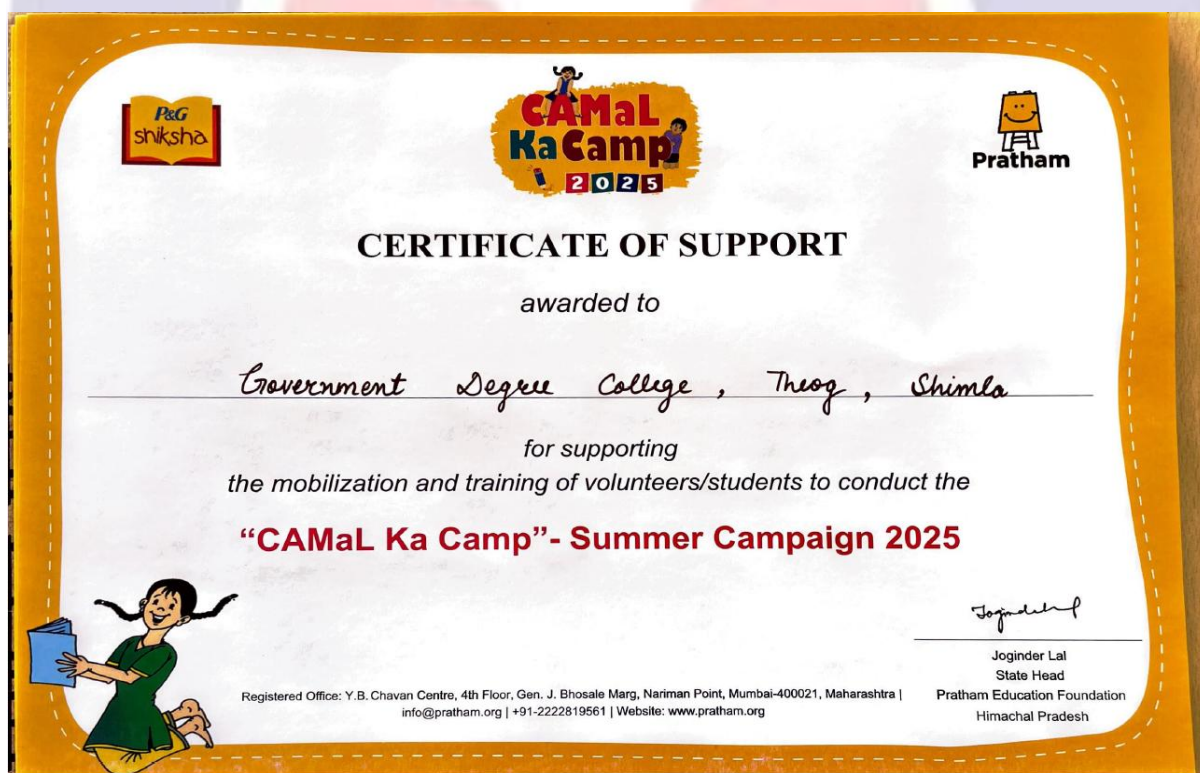 P&G
shiksha
CAMaL
Ka Camp
2025
Pratham
CERTIFICATE OF SUPPORT
awarded to
Government Degree College, Theog, Shimla
for supporting
the mobilization and training of volunteers/students to conduct the
“CAMaL Ka Camp”- Summer Campaign 2025
Joginder Lal
State Head
Pratham Education Foundation
Himachal Pradesh
Registered Office: Y.B. Chavan Centre, 4th Floor, Gen. J. Bhosale Marg, Nariman Point, Mumbai-400021, Maharashtra |
info@pratham.org | +91-2222819561 | Website: www.pratham.org